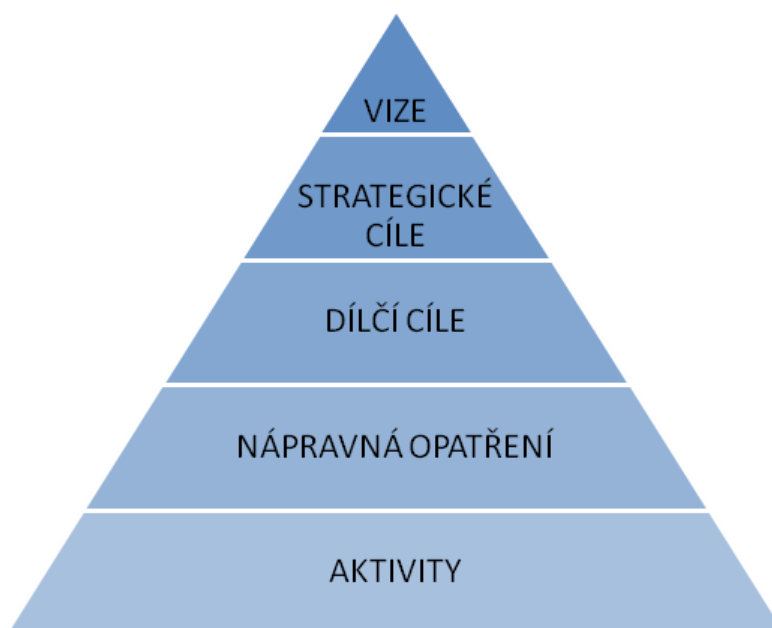 VIZE
STRATEGICKÉ
CÍLE
DÍLČÍ CÍLE
NÁPRAVNÁ OPATŘENÍ
AKTIVITY